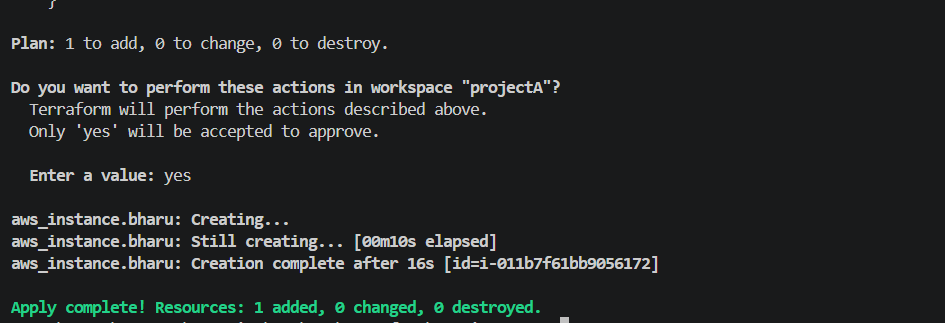 }
Plan: 1 to add, 0 to change, 0 to destroy.
Do you want to perform these actions in workspace "projectA"?
Terraform will perform the actions described above.
Only 'yes' will be accepted to approve.
Enter a value: yes
aws_instance.bharu: Creating...
aws_instance.bharu: Still creating... [00m10s elapsed]
aws_instance.bharu: Creation complete after 16s [id=i-011b7f61bb9056172]
Apply complete! Resources: 1 added, 0 changed, 0 destroyed.